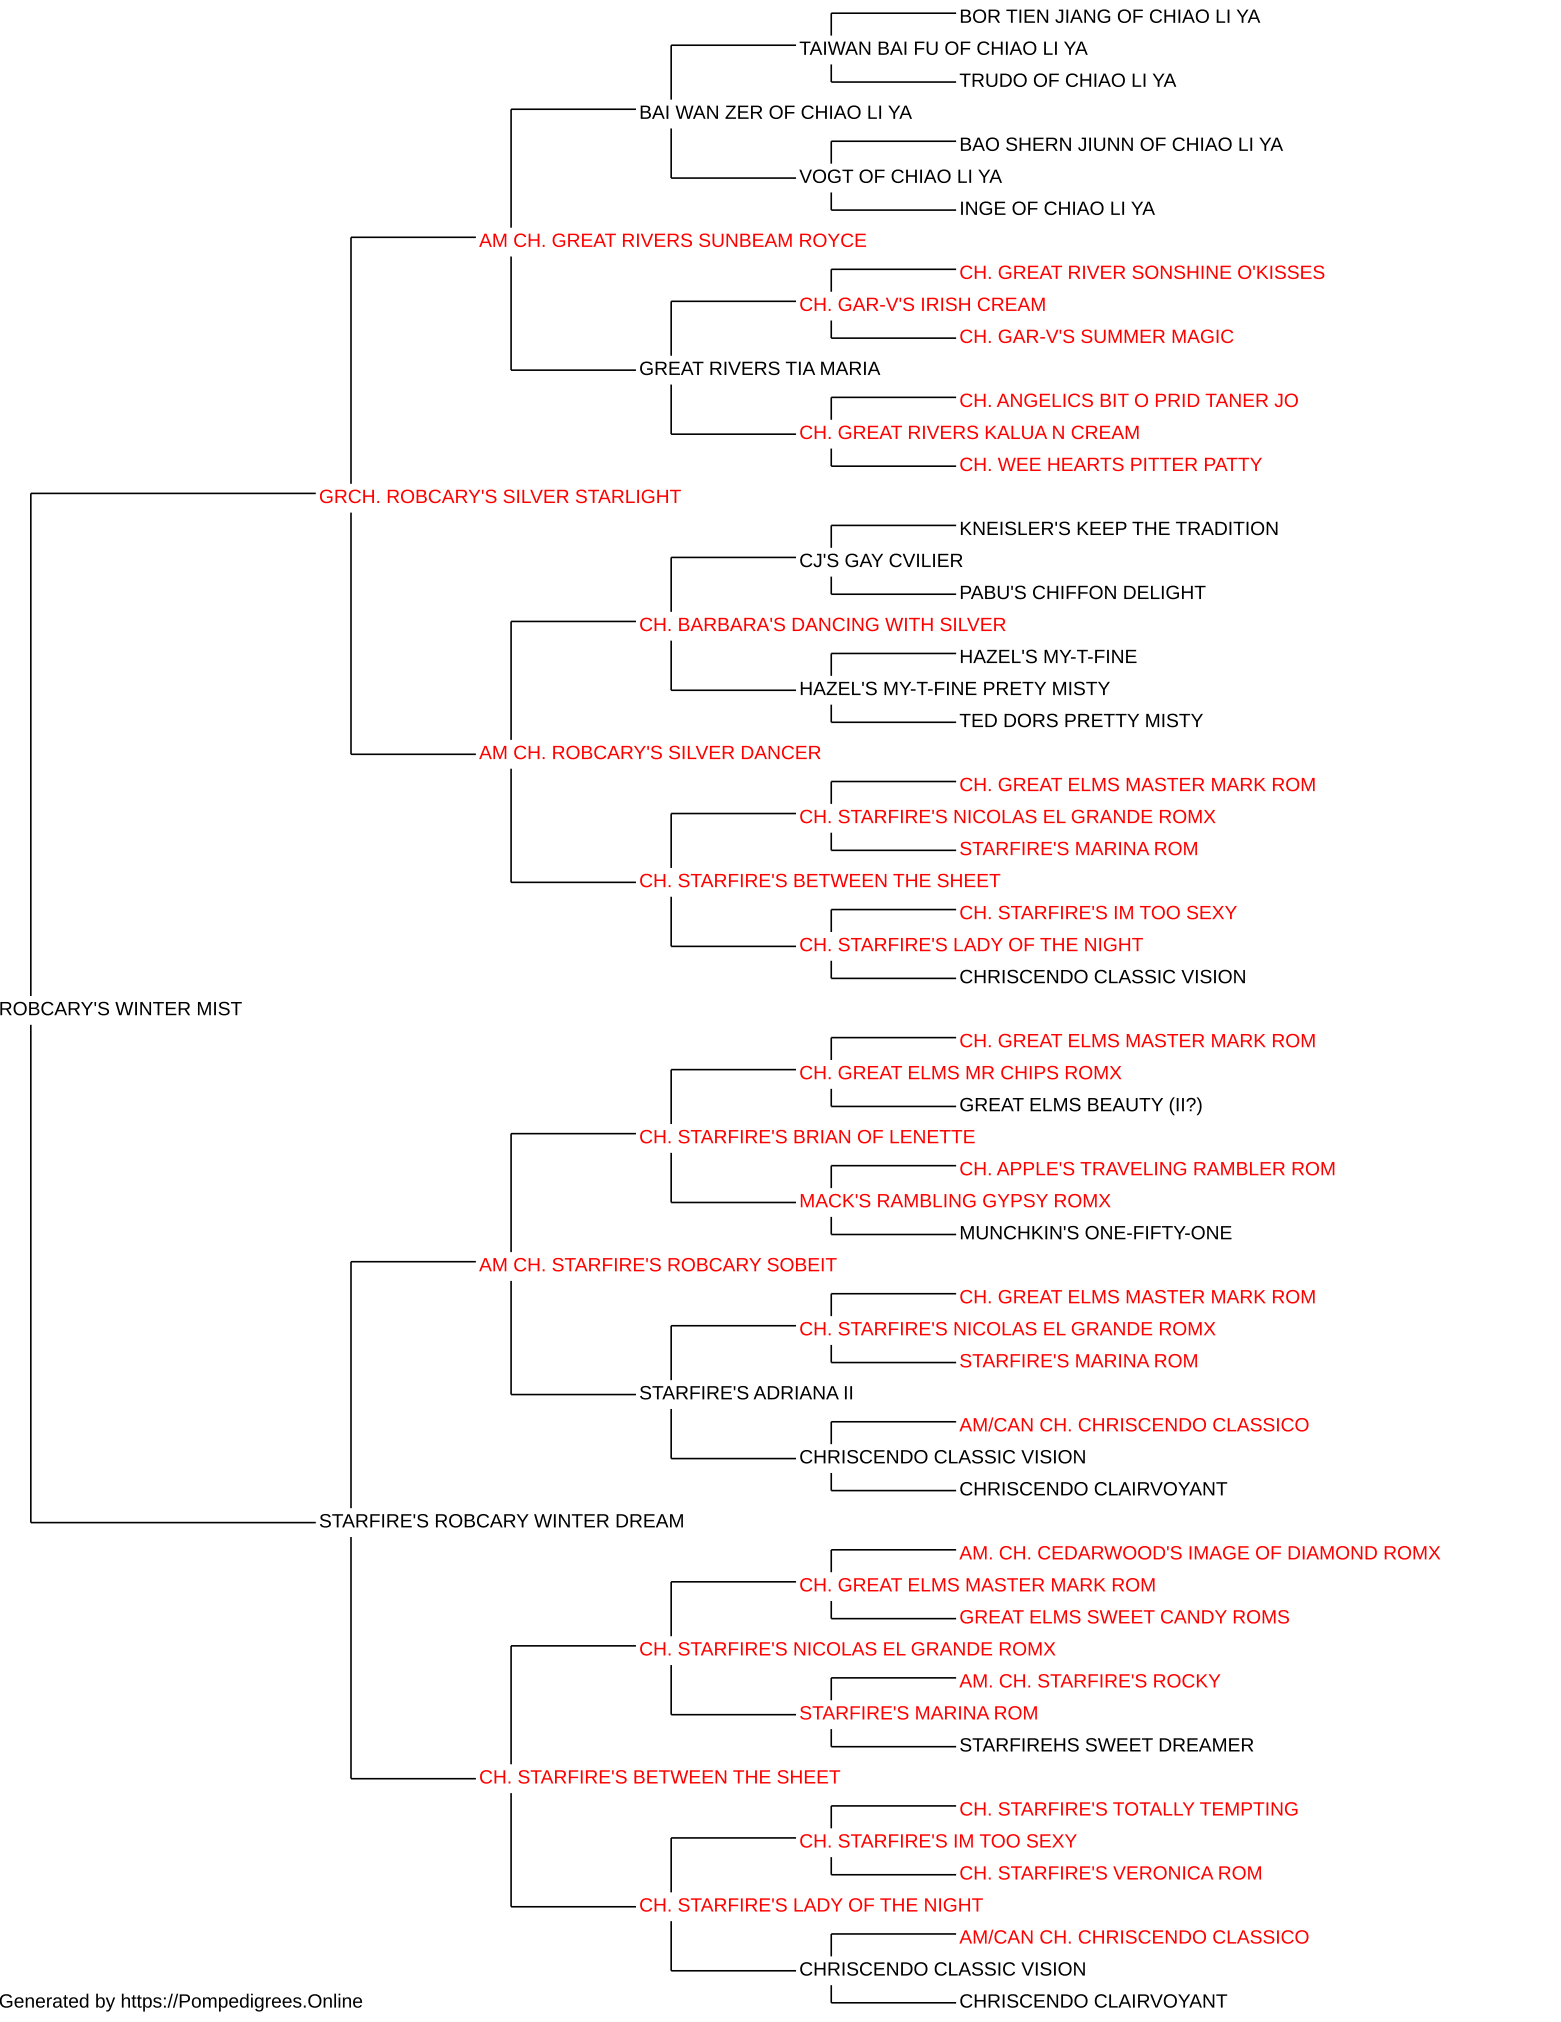 BOR TIEN JIANG OF CHIAO LI YA
TAIWAN BAI FU OF CHIAO LI YA
TRUDO OF CHIAO LI YA
BAI WAN ZER OF CHIAO LI YA
BAO SHERN JIUNN OF CHIAO LI YA
VOGT OF CHIAO LI YA
INGE OF CHIAO LI YA
AM CH. GREAT RIVERS SUNBEAM ROYCE
CH. GREAT RIVER SONSHINE O'KISSES
CH. GAR-V'S IRISH CREAM
CH. GAR-V'S SUMMER MAGIC
GREAT RIVERS TIA MARIA
CH. ANGELICS BIT O PRID TANER JO
CH. GREAT RIVERS KALUA N CREAM
CH. WEE HEARTS PITTER PATTY
GRCH. ROBCARY'S SILVER STARLIGHT
KNEISLER'S KEEP THE TRADITION
CJ'S GAY CVILIER
PABU'S CHIFFON DELIGHT
CH. BARBARA'S DANCING WITH SILVER
HAZEL'S MY-T-FINE
HAZEL'S MY-T-FINE PRETY MISTY
TED DORS PRETTY MISTY
AM CH. ROBCARY'S SILVER DANCER
CH. GREAT ELMS MASTER MARK ROM
CH. STARFIRE'S NICOLAS EL GRANDE ROMX
STARFIRE'S MARINA ROM
CH. STARFIRE'S BETWEEN THE SHEET
CH. STARFIRE'S IM TOO SEXY
CH. STARFIRE'S LADY OF THE NIGHT
CHRISCENDO CLASSIC VISION
ROBCARY'S WINTER MIST
CH. GREAT ELMS MASTER MARK ROM
CH. GREAT ELMS MR CHIPS ROMX
GREAT ELMS BEAUTY (II?)
CH. STARFIRE'S BRIAN OF LENETTE
CH. APPLE'S TRAVELING RAMBLER ROM
MACK'S RAMBLING GYPSY ROMX
MUNCHKIN'S ONE-FIFTY-ONE
AM CH. STARFIRE'S ROBCARY SOBEIT
CH. GREAT ELMS MASTER MARK ROM
CH. STARFIRE'S NICOLAS EL GRANDE ROMX
STARFIRE'S MARINA ROM
STARFIRE'S ADRIANA II
AM/CAN CH. CHRISCENDO CLASSICO
CHRISCENDO CLASSIC VISION
CHRISCENDO CLAIRVOYANT
STARFIRE'S ROBCARY WINTER DREAM
AM. CH. CEDARWOOD'S IMAGE OF DIAMOND ROMX
CH. GREAT ELMS MASTER MARK ROM
GREAT ELMS SWEET CANDY ROMS
CH. STARFIRE'S NICOLAS EL GRANDE ROMX
AM. CH. STARFIRE'S ROCKY
STARFIRE'S MARINA ROM
STARFIREHS SWEET DREAMER
CH. STARFIRE'S BETWEEN THE SHEET
CH. STARFIRE'S TOTALLY TEMPTING
CH. STARFIRE'S IM TOO SEXY
CH. STARFIRE'S VERONICA ROM
CH. STARFIRE'S LADY OF THE NIGHT
AM/CAN CH. CHRISCENDO CLASSICO
CHRISCENDO CLASSIC VISION
CHRISCENDO CLAIRVOYANT
Generated by https://Pompedigrees.Online